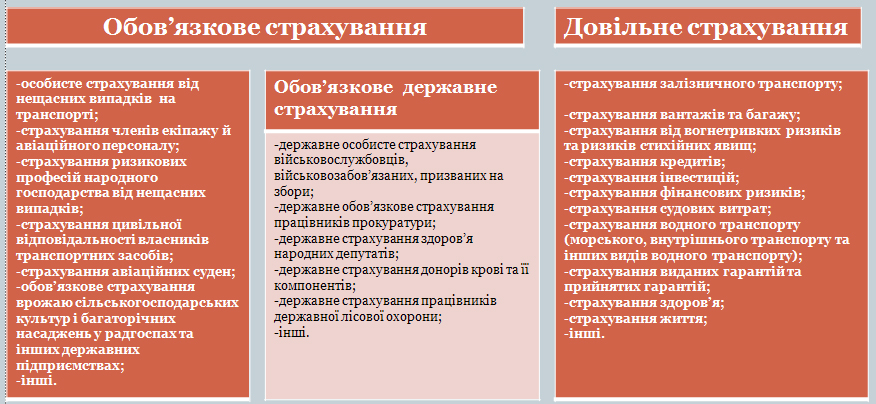 Обов’язкове страхування
Довільне страхування
-особисте страхування від
нещасних випадків на
транспорті;
-страхування членів екіпажу й
авіаційного персоналу;
-страхування ризикових
професій народного
господарства від нещасних
випадків;
-страхування цивільної
відповідальності власників
транспортних засобів;
-страхування авіаційних суден;
-обов’язкове страхування
врожаю сільськогосподарських
культур і багаторічних
насаджень у радгоспах та
інших державних
підприємствах;
-інші.
Обов’язкове державне
страхування
-державне особисте страхування
військовослужбовців,
військовозабов’язаних, призваних на
збори;
-державне обов’язкове страхування
працівників прокуратури;
-державне страхування здоров’я
народних депутатів;
-державне страхування донорів крові та її
компонентів;
-державне страхування працівників
державної лісової охорони;
-інші.
-страхування залізничного транспорту;
-страхування вантажів та багажу;
-страхування від вогнетривких ризиків
та ризиків стихійних явищ;
-страхування кредитів;
-страхування інвестицій;
-страхування фінансових ризиків;
-страхування судових витрат;
-страхування водного транспорту
(морського, внутрішнього транспорту та
інших видів водного транспорту);
-страхування виданих гарантій та
прийнятих гарантій;
-страхування здоров’я;
-страхування життя;
-інші.